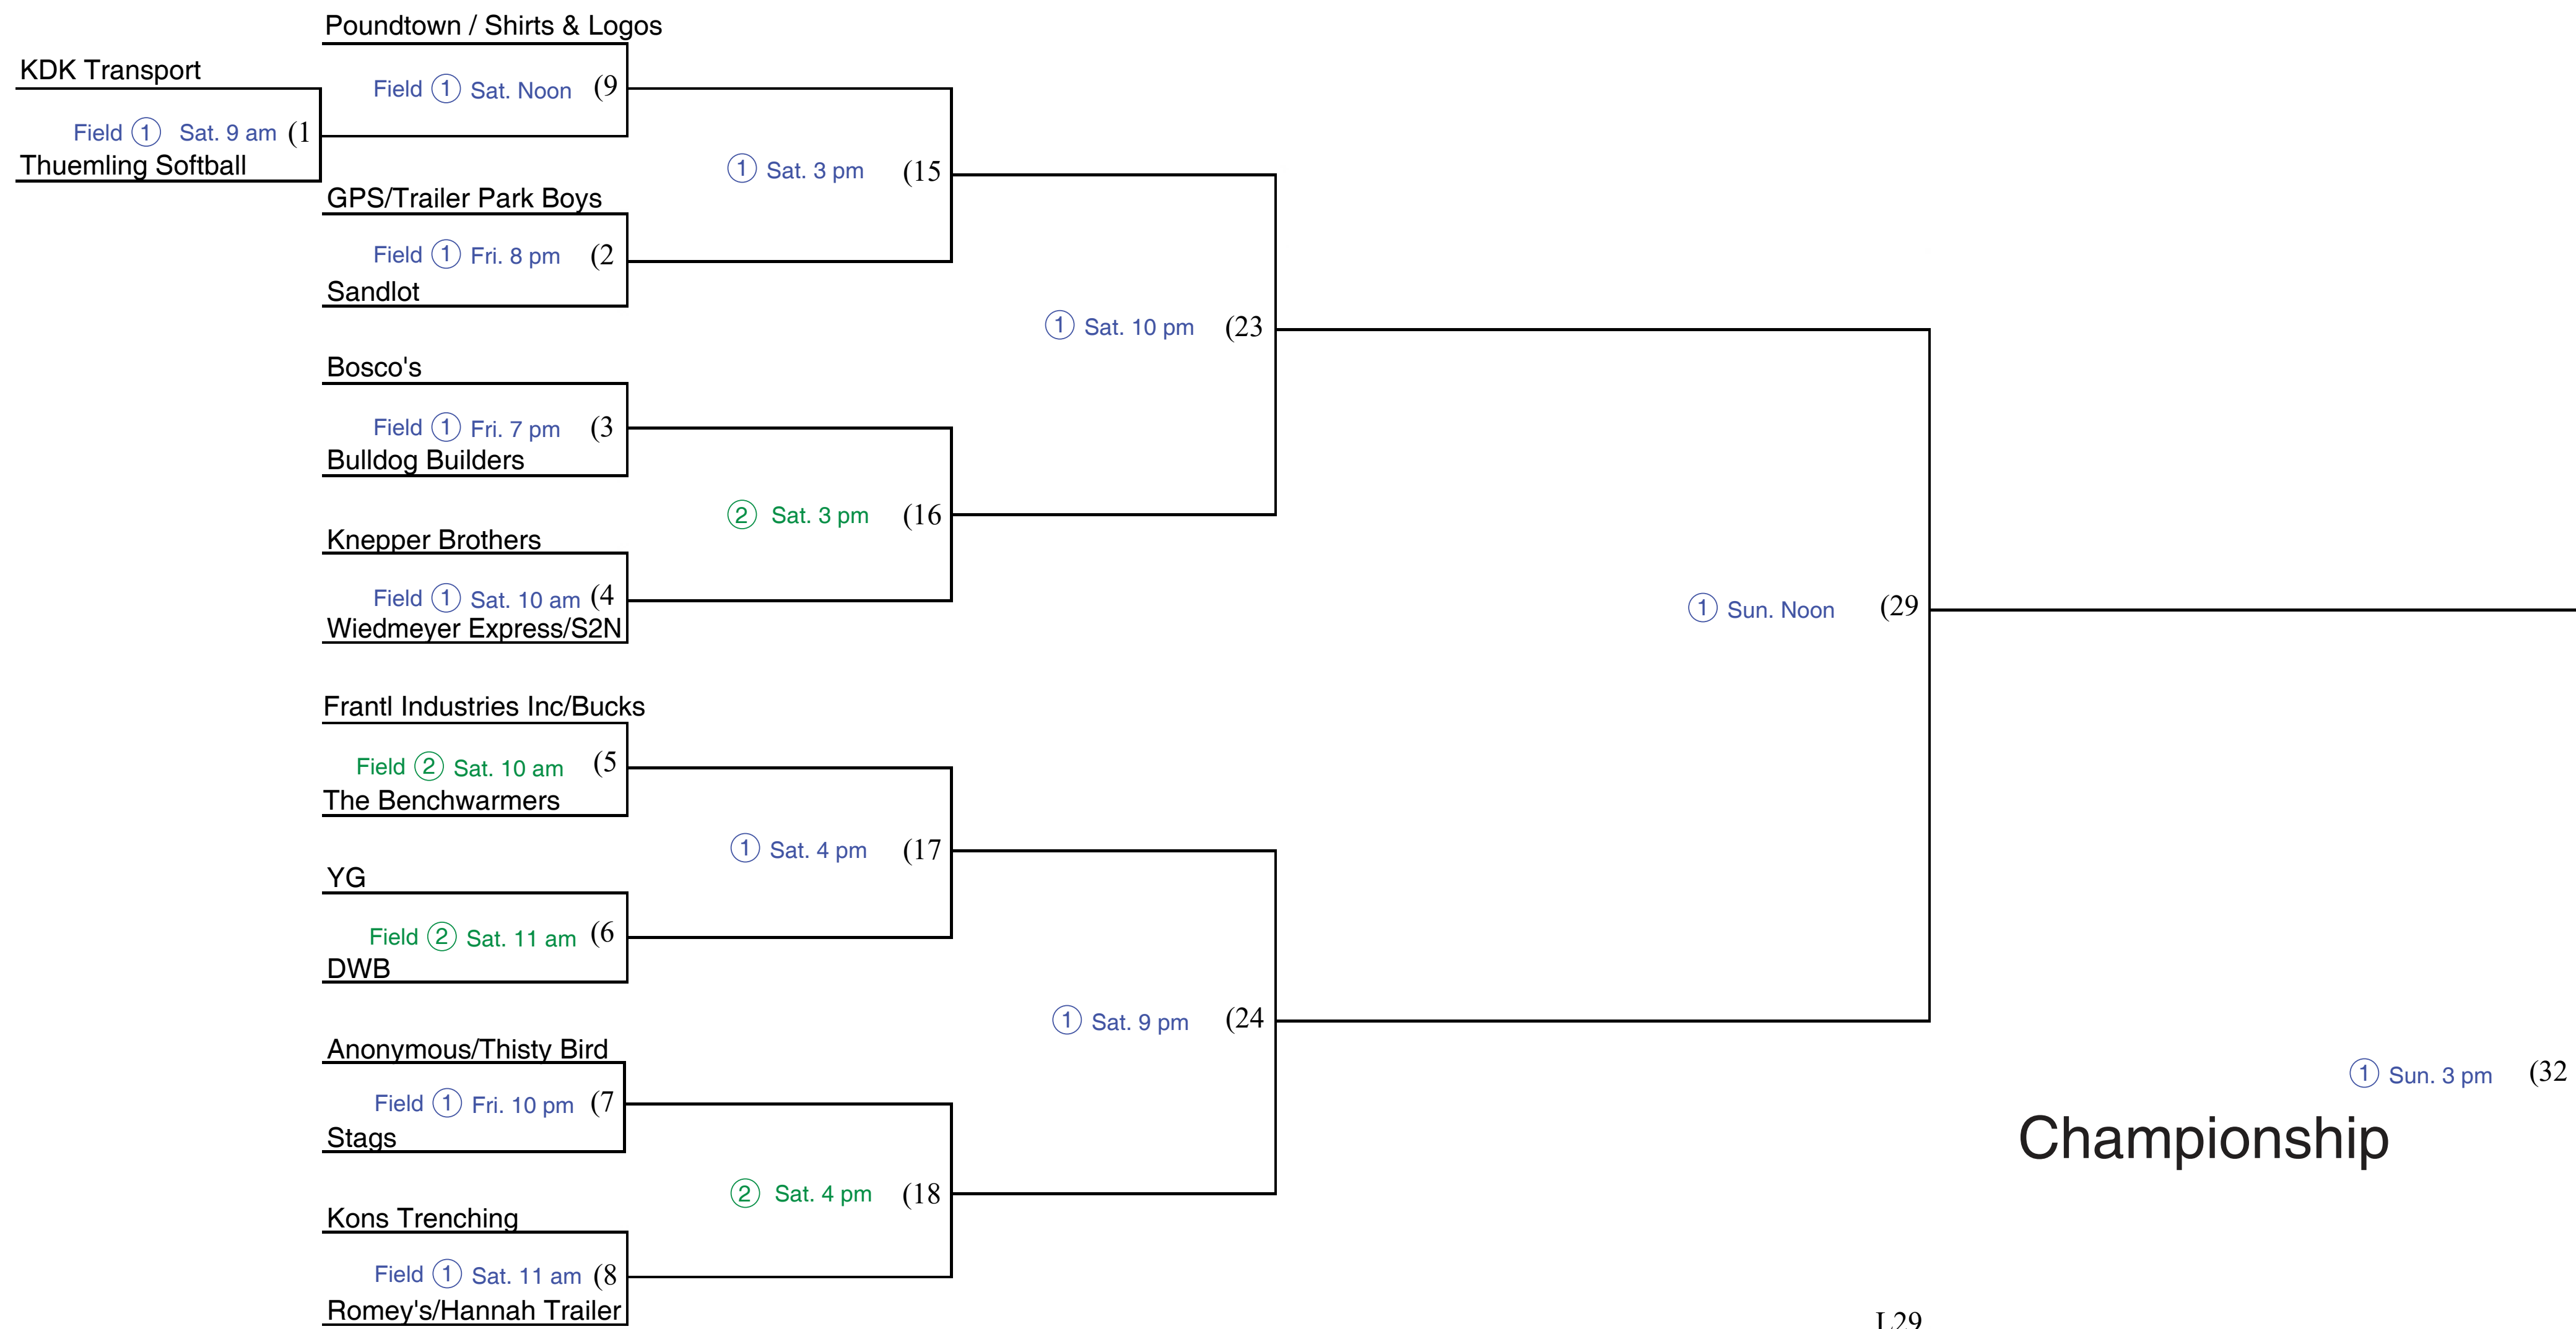 Poundtown / Shirts & Logos
KDK Transport
Field 1 Sat. Noon (9
Field 1 Sat. 9 am (1
Thuemling Softball
1 Sat. 3 pm (15
GPS/Trailer Park Boys
Field 1 Fri. 8 pm (2
Sandlot
1 Sat. 10 pm (23
Bosco's
Field 1 Fri. 7 pm (3
Bulldog Builders
2 Sat. 3 pm (16
Knepper Brothers
Field 1 Sat. 10 am (4
Wiedmeyer Express/S2N
1 Sun. Noon (29
Frantl Industries Inc/Bucks
Field 2 Sat. 10 am (5
The Benchwarmers
1 Sat. 4 pm (17
YG
Field 2 Sat. 11 am (6
DWB
1 Sat. 9 pm (24
Anonymous/Thisty Bird
1 Sun. 3 pm (32
Field 1 Fri. 10 pm (7
Stags
Championship
2 Sat. 4 pm (18
Kons Trenching
Field 1 Sat. 11 am (8
Romey's/Hannah Trailer
L29